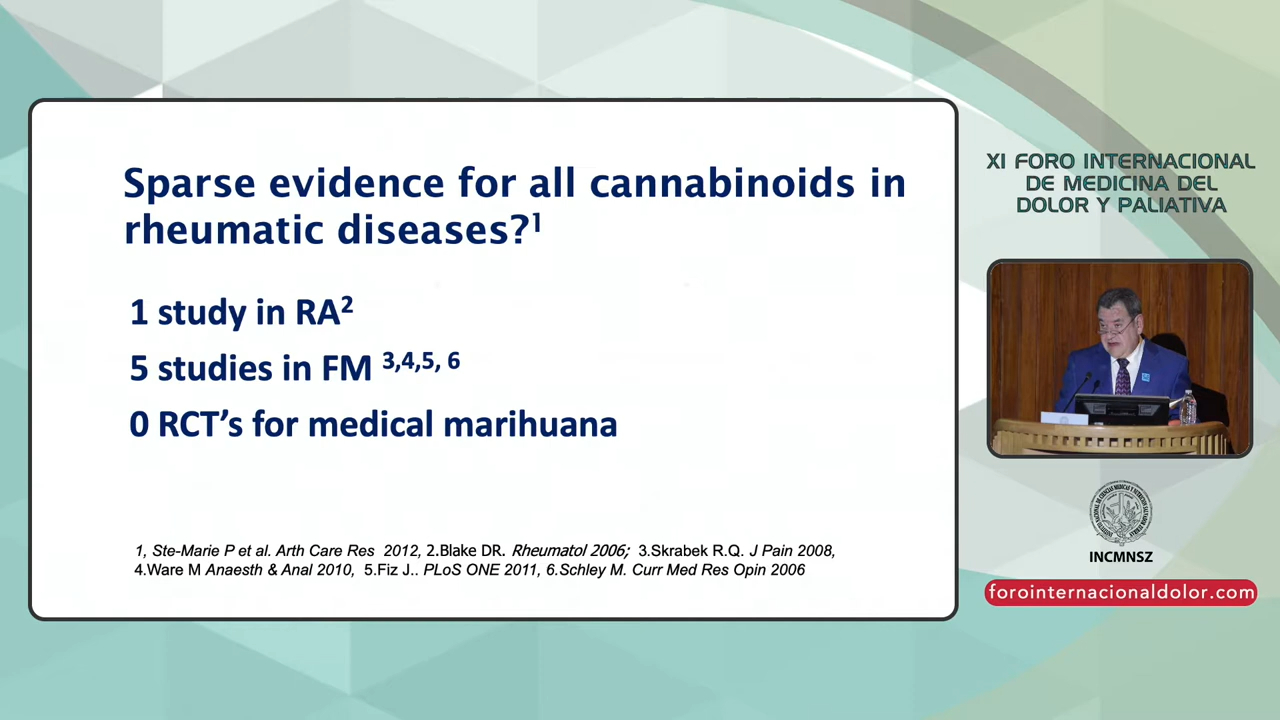 Sparse evidence for all cannabinoids in
rheumatic diseases?1
1 study in RA2
5 studies in FM 3,4,5, 6
0 RCT’s for medical marihuana
1, Ste-Marie P et al. Arth Care Res 2012, 2.Blake DR. Rheumatol 2006; 3.Skrabek R.Q. J Pain 2008,
4.Ware M Anaesth & Anal 2010, 5.Fiz J.. PLoS ONE 2011, 6.Schley M. Curr Med Res Opin 2006
XI FORO INTERNACIONAL
DE MEDICINA DEL
DOLOR Y PALIATIVA
INCMNSZ
forointernacionaldolor.com